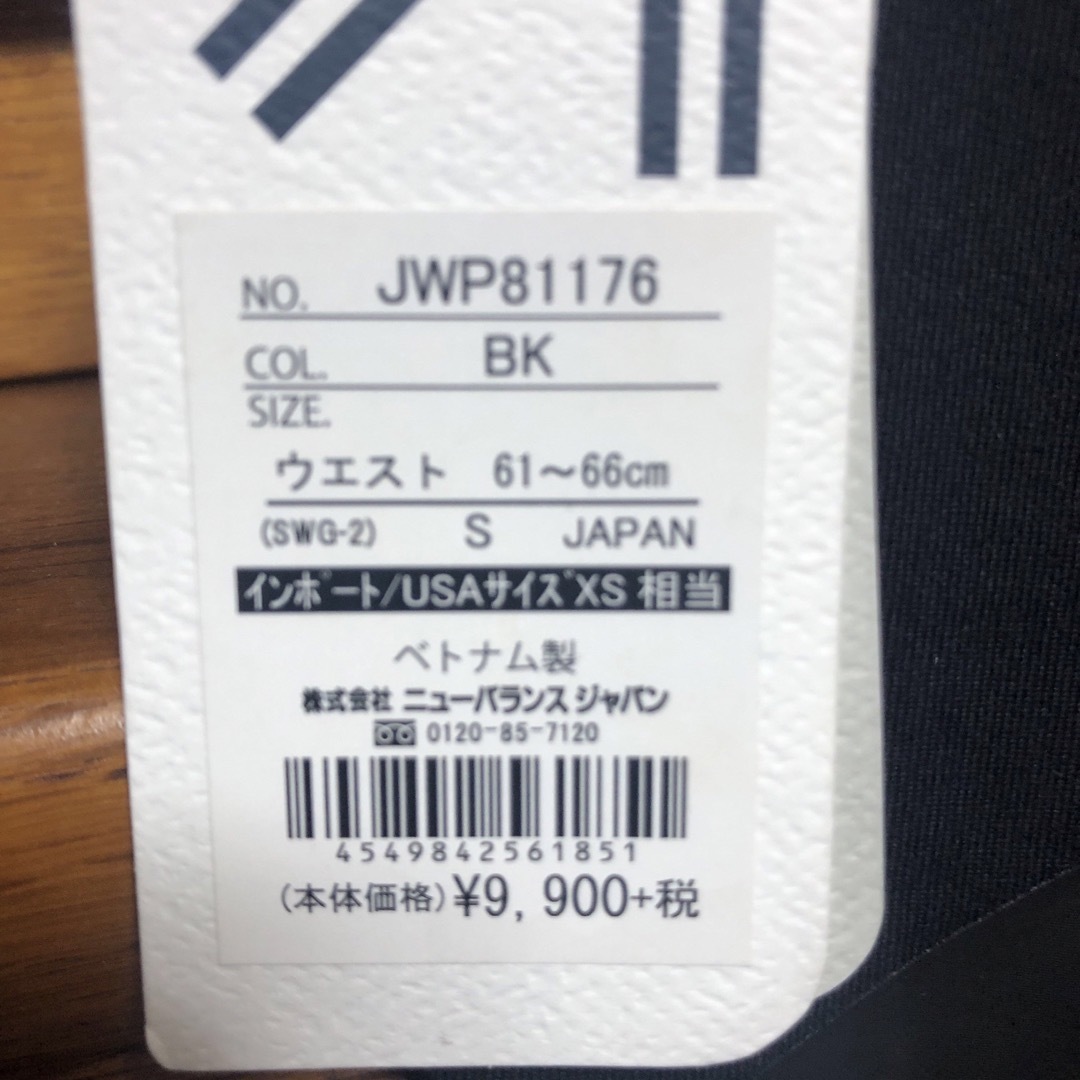 NO. JWP81176
COL. BK
SIZE.
ウエスト 61～66cm
(SWG-2) S JAPAN
インポート/USAサイズXS 相当
ベトナム製
株式会社 ニューバランス ジャパン
0120-85-7120
4549842561851
(本体価格)¥9,900+税